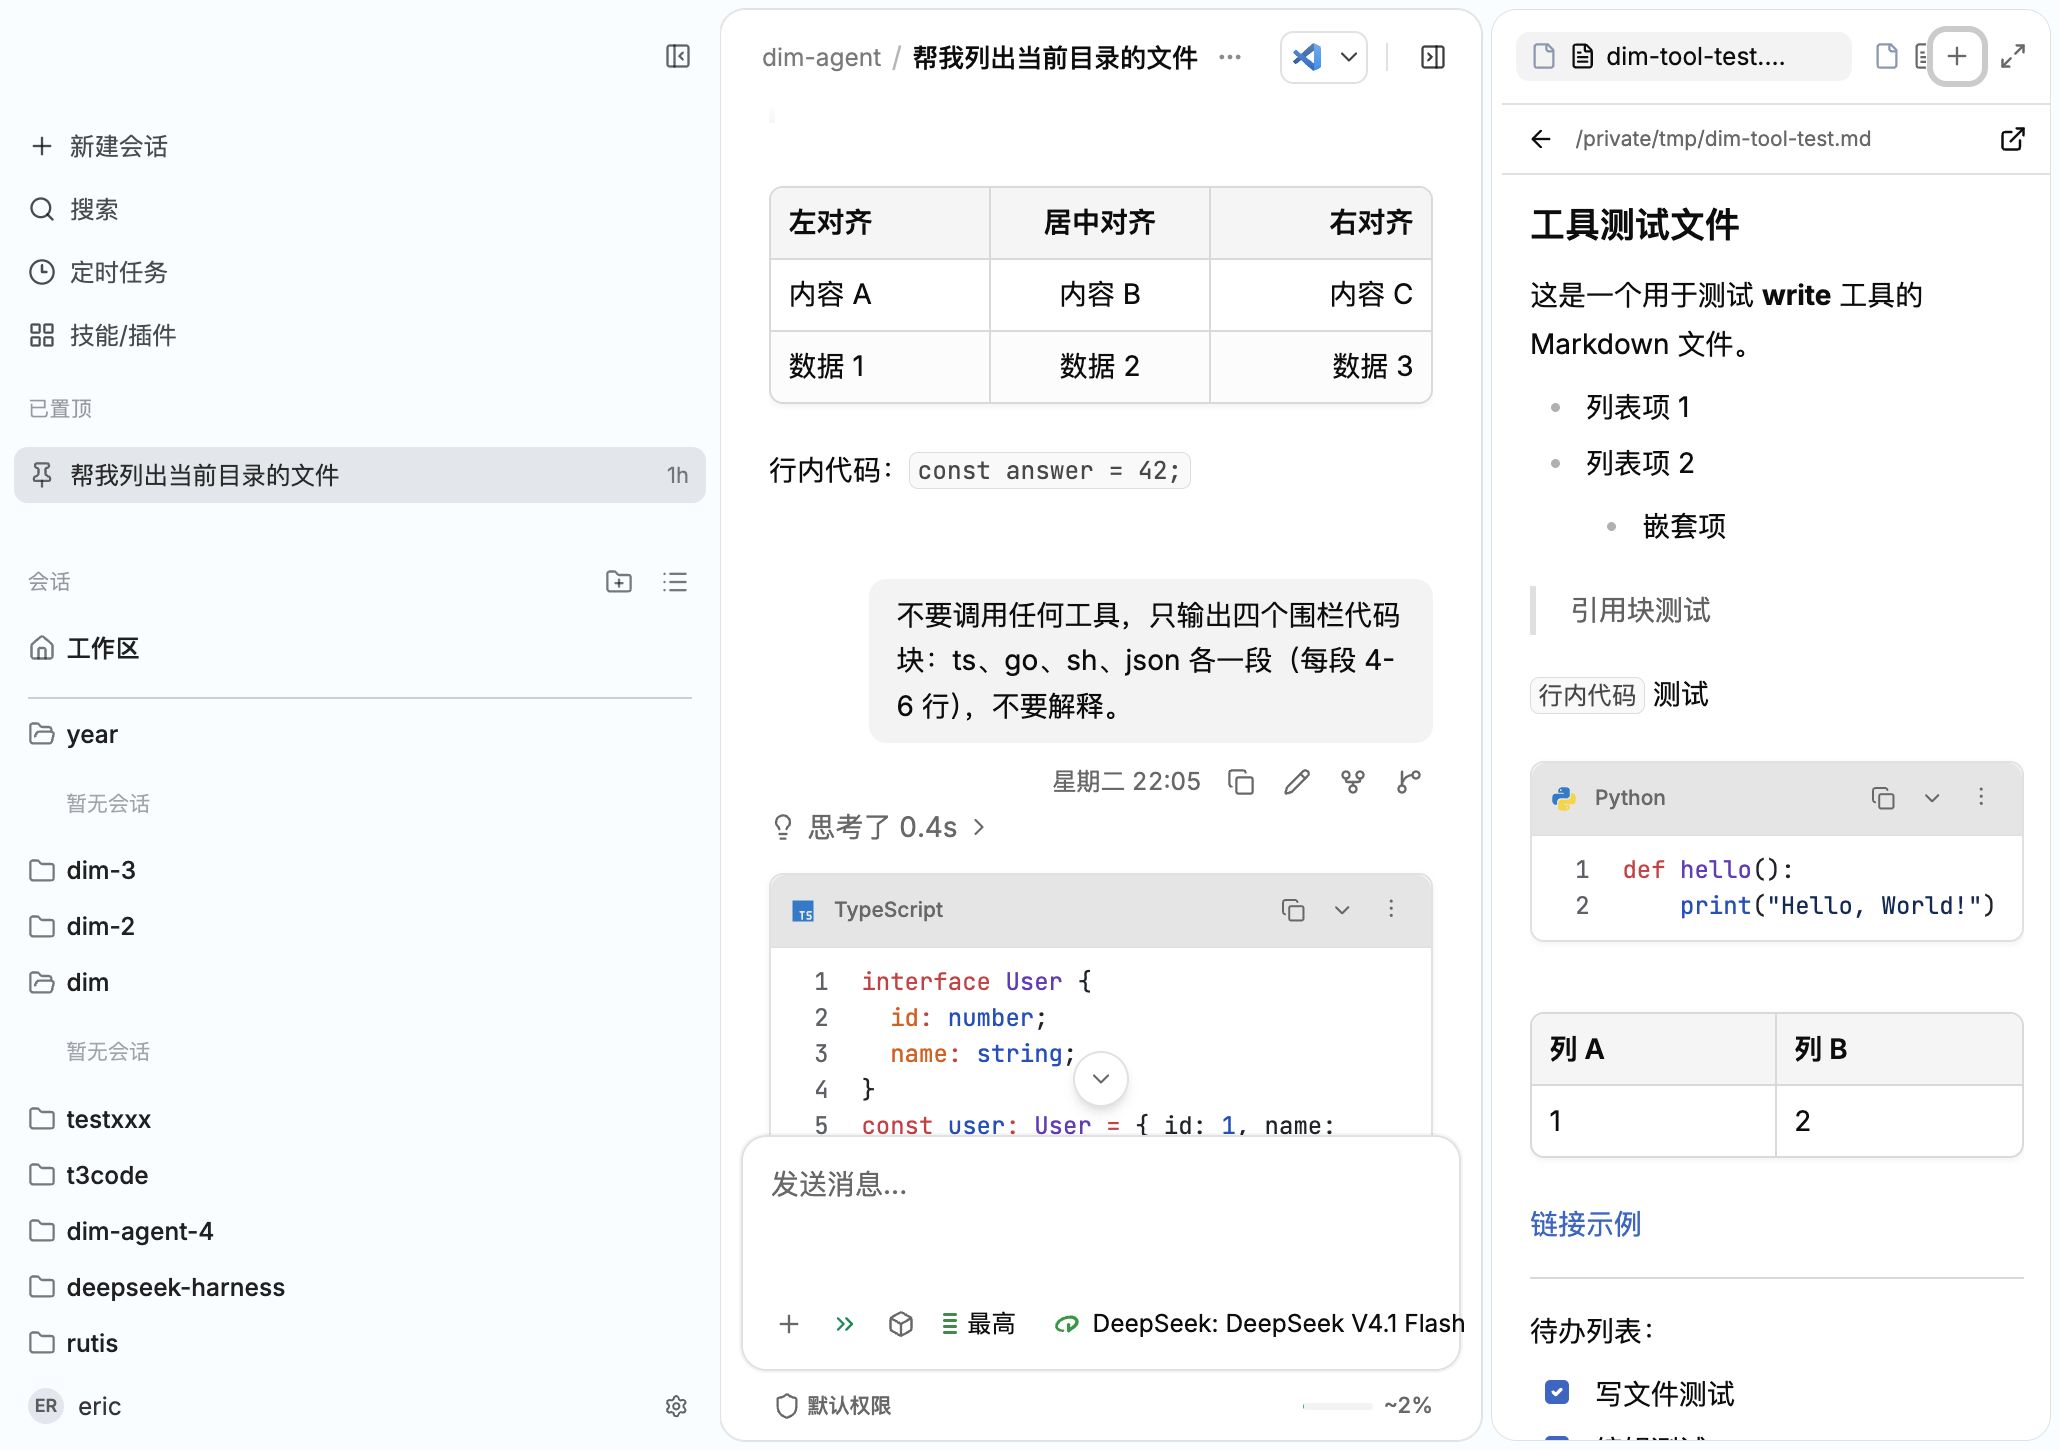 新建会话
搜索
定时任务
技能/插件
已置顶
帮我列出当前目录的文件 1h
会话
工作区
year
暂无会话
dim-3
dim-2
dim
暂无会话
testxxx
t3code
dim-agent-4
deepseek-harness
rutis
ER eric
dim-agent / 帮我列出当前目录的文件
左对齐 居中对齐 右对齐
内容 A 内容 B 内容 C
数据 1 数据 2 数据 3
行内代码： const answer = 42;
不要调用任何工具，只输出四个围栏代码
块：ts、go、sh、json 各一段（每段 4-
6 行），不要解释。
星期二 22:05
思考了 0.4s
TS TypeScript
1 interface User {
2 id: number;
3 name: string;
4 }
5 const user: User = { id: 1, name:
发送消息...
最高 DeepSeek: DeepSeek V4.1 Flash
默认权限 ~2%
dim-tool-test....
/private/tmp/dim-tool-test.md
工具测试文件
这是一个用于测试 write 工具的
Markdown 文件。
列表项 1
列表项 2
嵌套项
引用块测试
行内代码 测试
Python
1 def hello():
2 print("Hello, World!")
列 A 列 B
1 2
链接示例
待办列表：
写文件测试